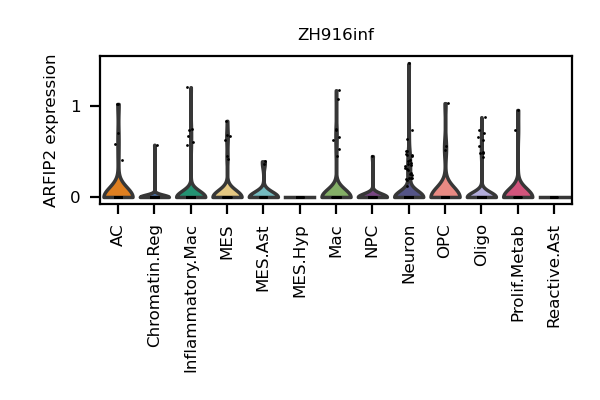 ZH916inf
ARFIP2 expression
1
0
AC
Chromatin.Reg
Inflammatory.Mac
MES
MES.Ast
MES.Hyp
Mac
NPC
Neuron
OPC
Oligo
Prolif.Metab
Reactive.Ast